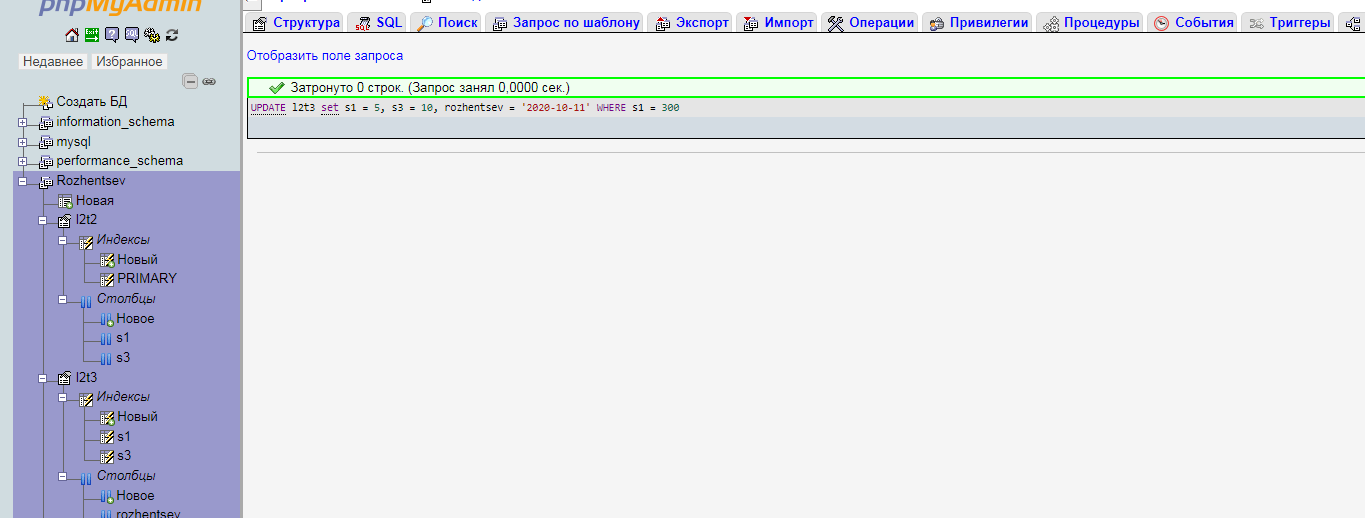 phpMyAdmin
Недавнее Избранное
Создать БД
information_schema
mysql
performance_schema
Rozhentsev
Новая
l2t2
Индексы
Новый
PRIMARY
Столбцы
Новое
s1
s3
l2t3
Индексы
Новый
s1
s3
Столбцы
Новое
rozhentsev
Структура SQL Поиск Запрос по шаблону Экспорт Импорт Операции Привилегии Процедуры События Триггеры
Отобразить поле запроса
Затронуто 0 строк. (Запрос занял 0,0000 сек.)
UPDATE l2t3 set s1 = 5, s3 = 10, rozhentsev = '2020-10-11' WHERE s1 = 300